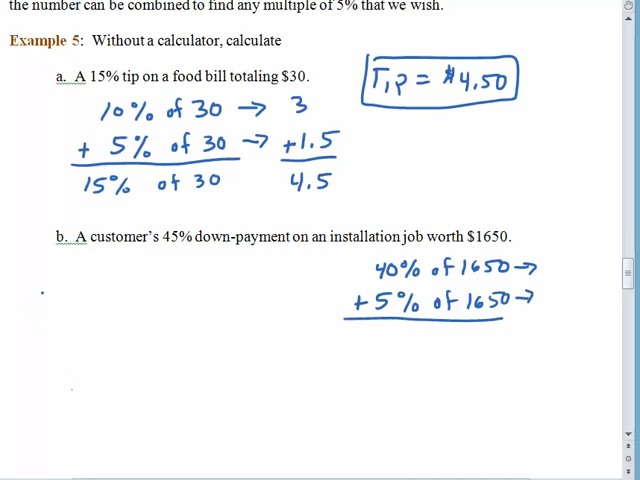 the number can be combined to find any multiple of 5% that we wish.
Example 5: Without a calculator, calculate
a. A 15% tip on a food bill totaling $30.
Tip = $4.50
10% of 30 → 3
+ 5% of 30 → +1.5
15% of 30 4.5
b. A customer's 45% down-payment on an installation job worth $1650.
40% of 1650 →
+ 5% of 1650 →